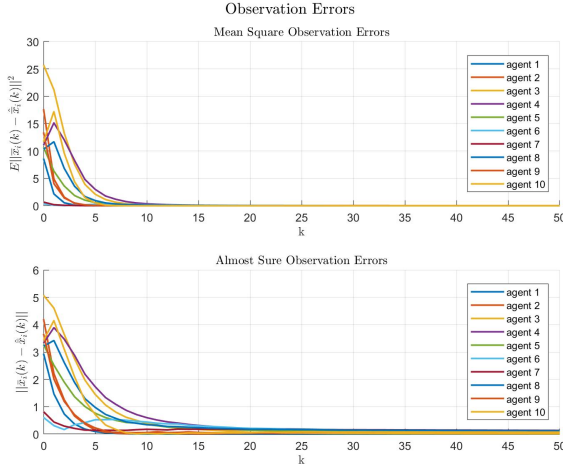 Observation Errors
Mean Square Observation Errors
E||x̅ᵢ(k) − x̅̂ᵢ(k)||²
30
25
20
15
10
5
0
0 5 10 15 20 25 30 35 40 45 50
k
agent 1
agent 2
agent 3
agent 4
agent 5
agent 6
agent 7
agent 8
agent 9
agent 10
Almost Sure Observation Errors
||x̅ᵢ(k) − x̅̂ᵢ(k)||
6
5
4
3
2
1
0
0 5 10 15 20 25 30 35 40 45 50
k
agent 1
agent 2
agent 3
agent 4
agent 5
agent 6
agent 7
agent 8
agent 9
agent 10